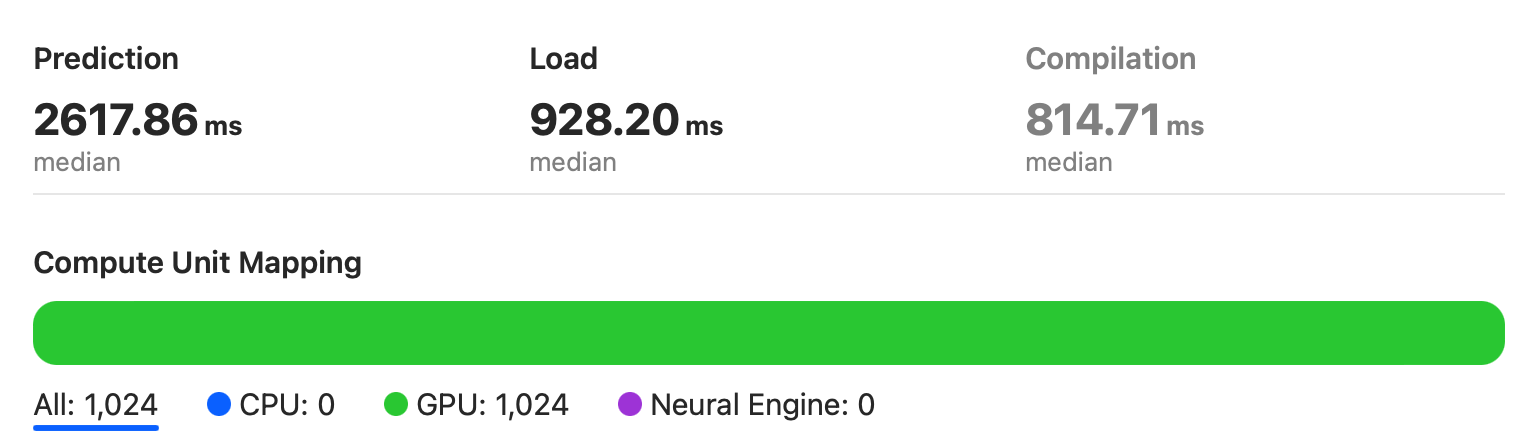 Prediction Load Compilation
2617.86 ms 928.20 ms 814.71 ms
median median median
Compute Unit Mapping
All: 1,024 CPU: 0 GPU: 1,024 Neural Engine: 0